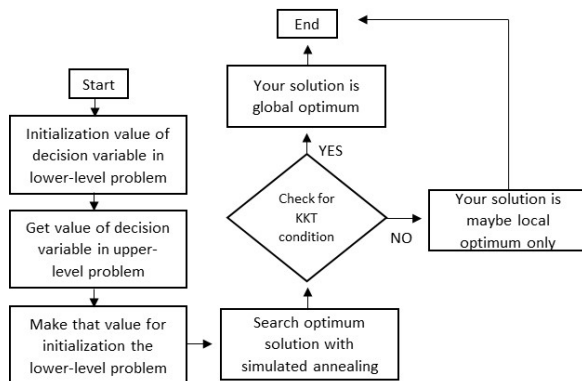 Start
Initialization value of
decision variable in
lower-level problem
Get value of decision
variable in upper-
level problem
Make that value for
initialization the
lower-level problem
Search optimum
solution with
simulated annealing
Check for
KKT
condition
YES
NO
Your solution is
global optimum
End
Your solution is
maybe local
optimum only